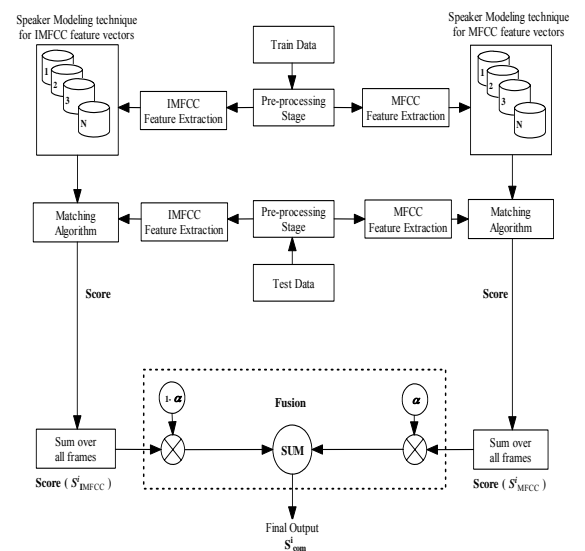 Speaker Modeling technique
for IMFCC feature vectors
Speaker Modeling technique
for MFCC feature vectors
Train Data
1
2
3
N
1
2
3
N
IMFCC
Feature Extraction
Pre-processing
Stage
MFCC
Feature Extraction
Matching
Algorithm
IMFCC
Feature Extraction
Pre-processing
Stage
MFCC
Feature Extraction
Matching
Algorithm
Test Data
Score
Score
1- α
Fusion
α
Sum over
all frames
SUM
Sum over
all frames
Score ( S^i_IMFCC )
Score ( S^i_MFCC )
Final Output
S^i_com